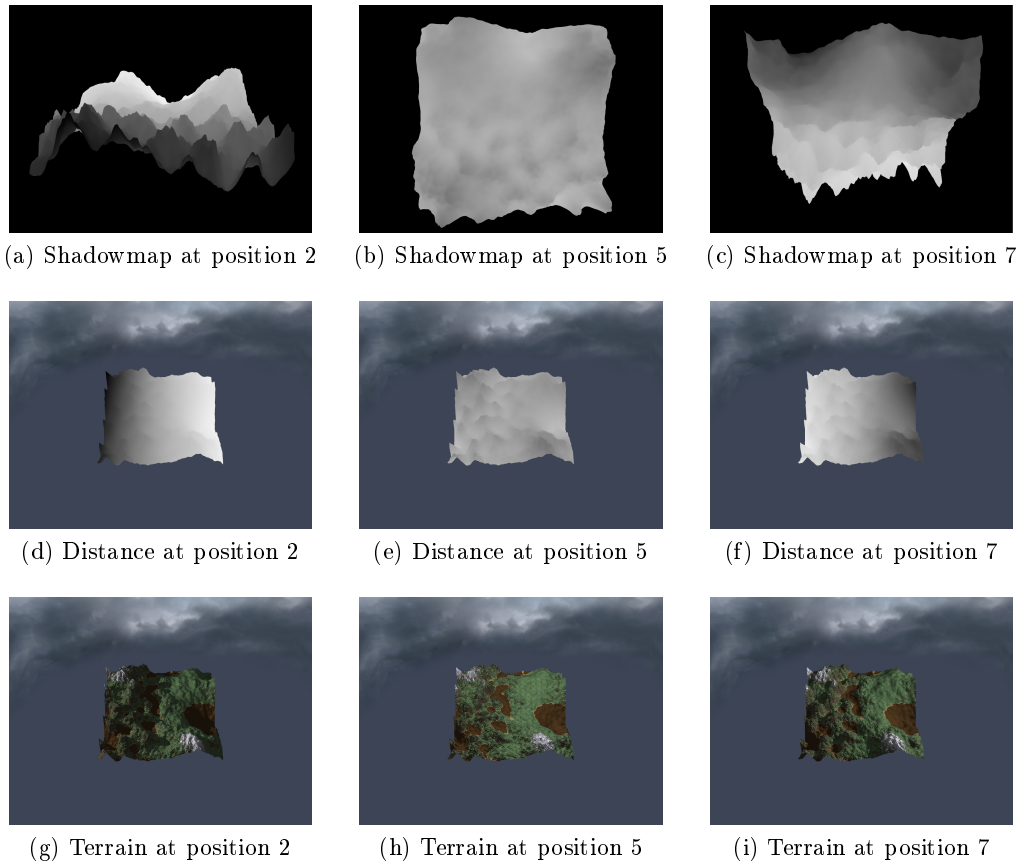 (a) Shadowmap at position 2
(b) Shadowmap at position 5
(c) Shadowmap at position 7
(d) Distance at position 2
(e) Distance at position 5
(f) Distance at position 7
(g) Terrain at position 2
(h) Terrain at position 5
(i) Terrain at position 7